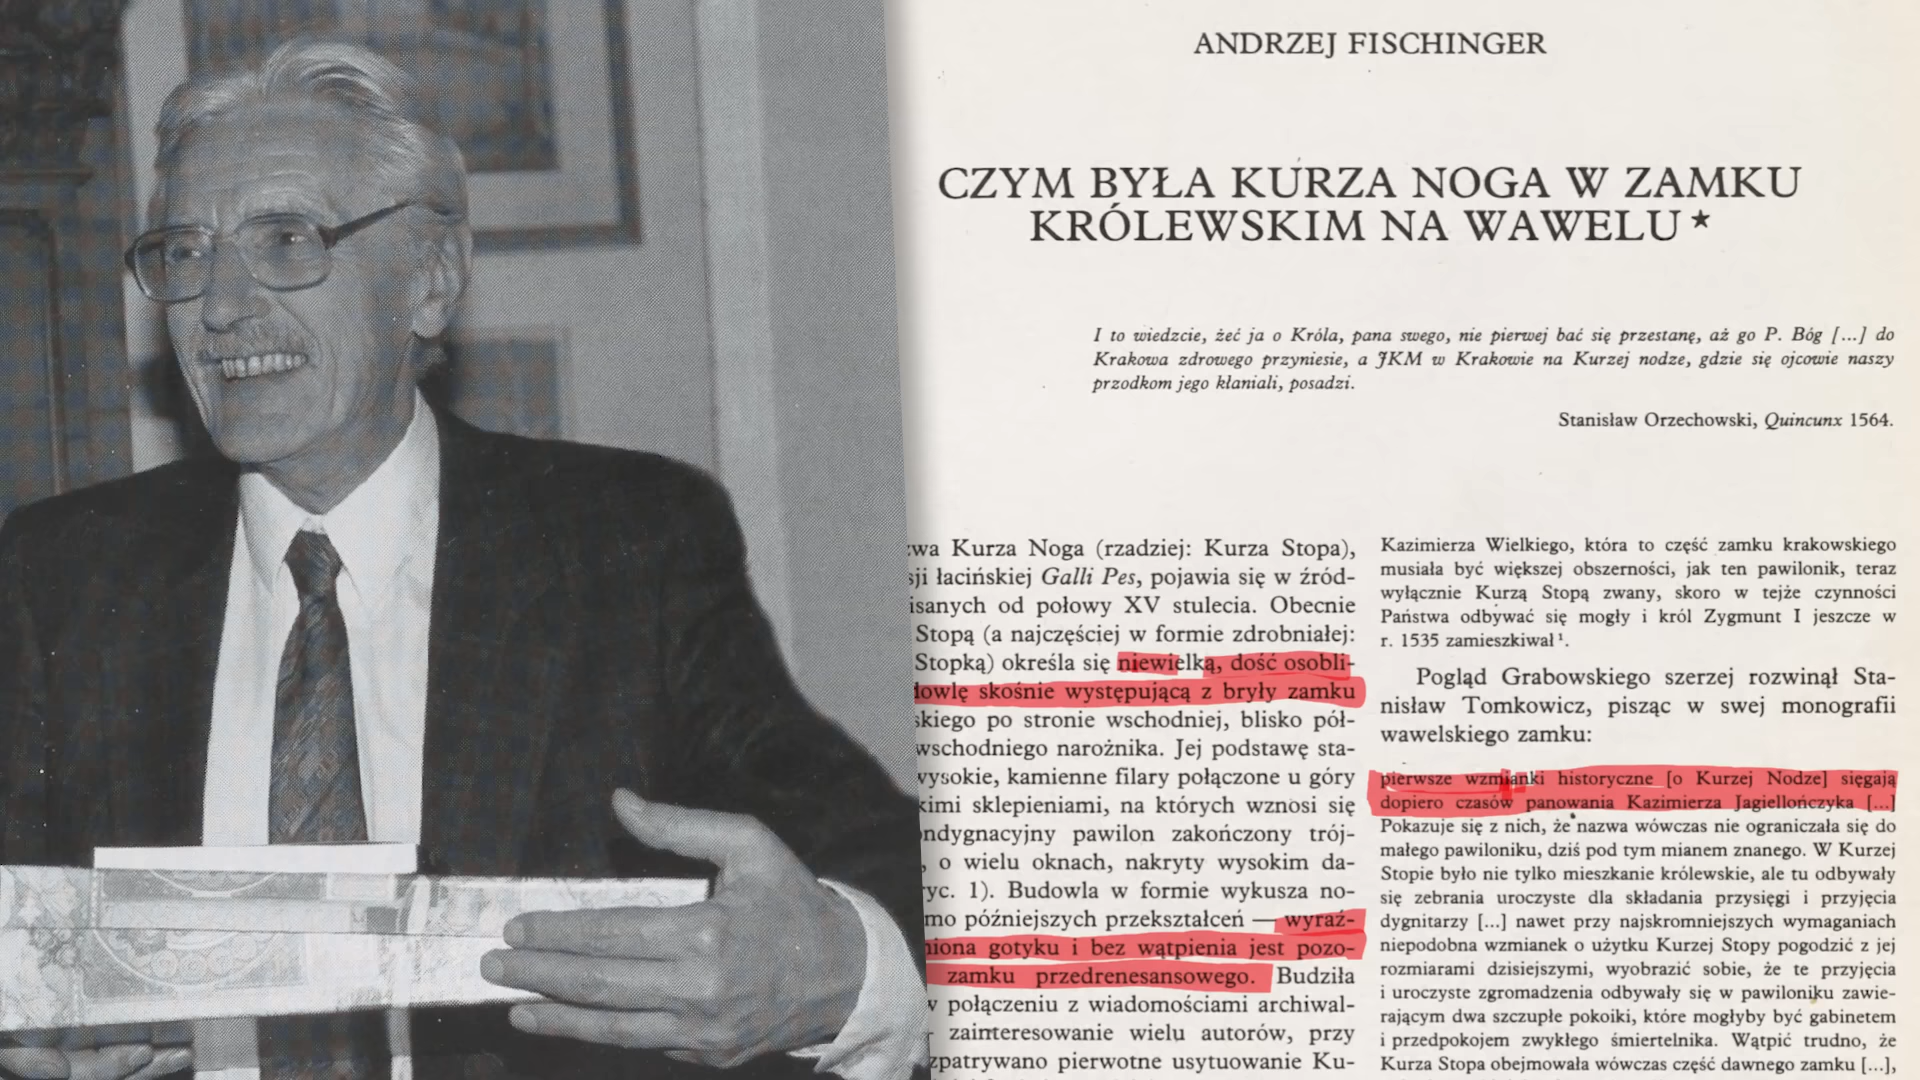 ANDRZEJ FISCHINGER
CZYM BYŁA KURZA NOGA W ZAMKU
KRÓLEWSKIM NA WAWELU★
I to wiedzcie, żeć ja o Króla, pana swego, nie pierwej bać się przestanę, aż go P. Bóg [...] do
Krakowa zdrowego przyniesie, a JKM w Krakowie na Kurzej nodze, gdzie się ojcowie naszy
przodkom jego kłaniali, posadzi.
Stanisław Orzechowski, Quincunx 1564.
Kurza Noga (rzadziej: Kurza Stopa),
łacińskiej Galli Pes, pojawia się w źród-
od połowy XV stulecia. Obecnie
Stopą (a najczęściej w formie zdrobniałej:
Stopką) określa się niewielką, dość osobli-
skośnie występującą z bryły zamku
po stronie wschodniej, blisko pół-
wschodniego narożnika. Jej podstawę sta-
wysokie, kamienne filary połączone u góry
sklepieniami, na których wznosi się
pawilon zakończony trój-
, o wielu oknach, nakryty wysokim da-
1). Budowla w formie wykusza no-
mo późniejszych przekształceń — wyraź-
gotyku i bez wątpienia jest pozo-
zamku przedrenesansowego. Budziła
w połączeniu z wiadomościami archiwal-
zainteresowanie wielu autorów, przy
pierwotne usytuowanie Ku-
Kazimierza Wielkiego, która to część zamku krakowskiego
musiała być większej obszerności, jak ten pawilonik, teraz
wyłącznie Kurzą Stopą zwany, skoro w tejże czynności
Państwa odbywać się mogły i król Zygmunt I jeszcze w
r. 1535 zamieszkiwał¹.
Pogląd Grabowskiego szerzej rozwinął Sta-
nisław Tomkowicz, pisząc w swej monografii
wawelskiego zamku:
pierwsze wzmianki historyczne [o Kurzej Nodze] sięgają
dopiero czasów panowania Kazimierza Jagiellończyka [...]
Pokazuje się z nich, że nazwa wówczas nie ograniczała się do
małego pawiloniku, dziś pod tym mianem znanego. W Kurzej
Stopie było nie tylko mieszkanie królewskie, ale tu odbywały
się zebrania uroczyste dla składania przysięgi i przyjęcia
dygnitarzy [...] nawet przy najskromniejszych wymaganiach
niepodobna wzmianek o użytku Kurzej Stopy pogodzić z jej
rozmiarami dzisiejszymi, wyobrazić sobie, że te przyjęcia
i uroczyste zgromadzenia odbywały się w pawiloniku zawie-
rającym dwa szczupłe pokoiki, które mogłyby być gabinetem
i przedpokojem zwykłego śmiertelnika. Wątpić trudno, że
Kurza Stopa obejmowała wówczas część dawnego zamku [...],